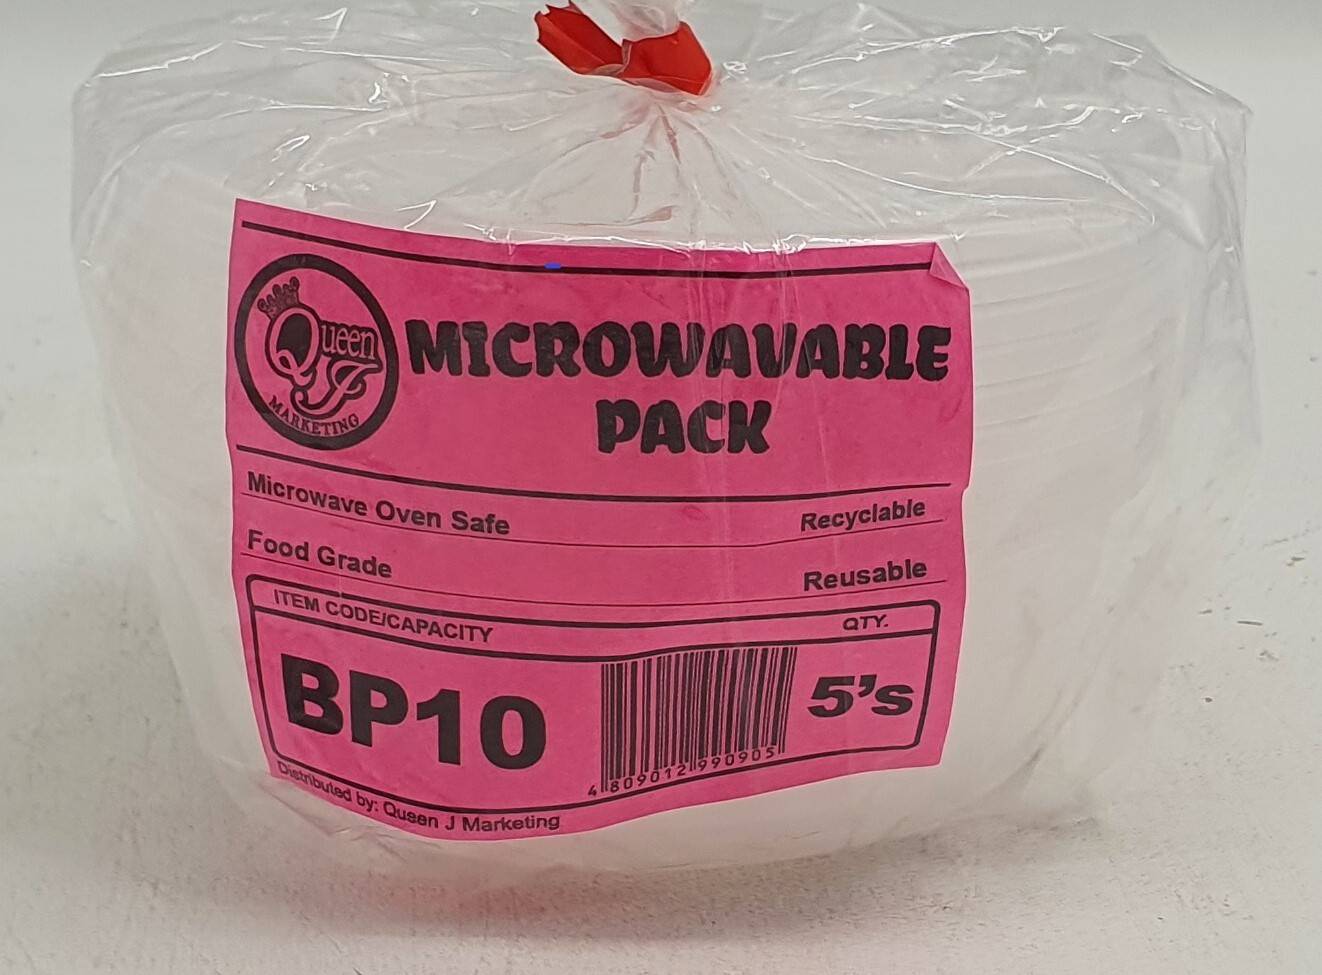 Queen J
MARKETING
MICROWAVABLE
PACK
Microwave Oven Safe
Recyclable
Food Grade
Reusable
ITEM CODE/CAPACITY
QTY.
BP10
5's
4 809012 990905
Distributed by: Queen J Marketing